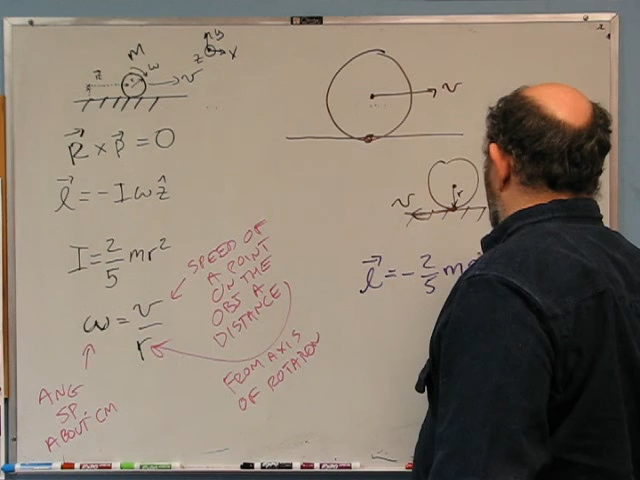 M
ω
v
R⃗ × p⃗ = 0
l⃗ = - I ω ẑ
I = 2/5 mr²
ω = v/r
ANG
SP.
ABOUT CM
SPEED OF
A POINT
ON THE
OBJ A
DISTANCE
FROM AXIS
OF ROTATION
y
z x
v
r
v
l⃗ = - 2/5 m